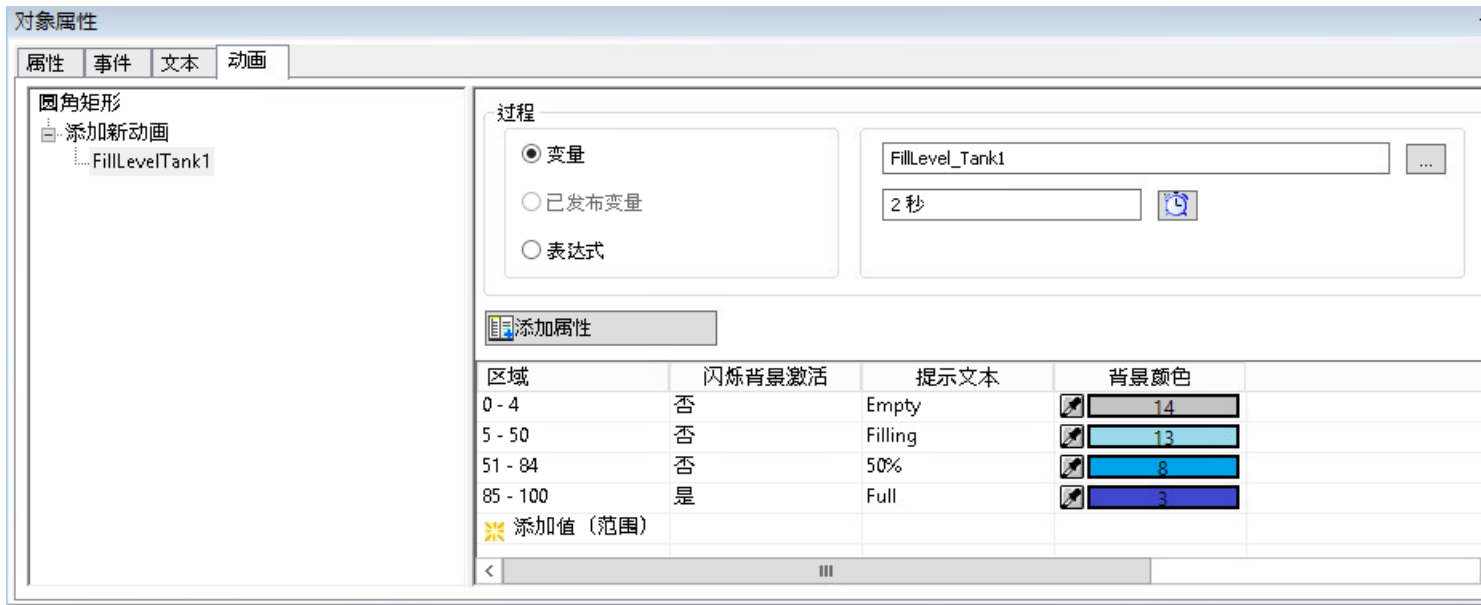 对象属性
属性 事件 文本 动画
圆角矩形
添加新动画
FillLevelTank1
过程
变量
FillLevel_Tank1
...
已发布变量
2 秒
表达式
添加属性
区域 闪烁背景激活 提示文本 背景颜色
0 - 4 否 Empty 14
5 - 50 否 Filling 13
51 - 84 否 50% 8
85 - 100 是 Full 3
添加值（范围）